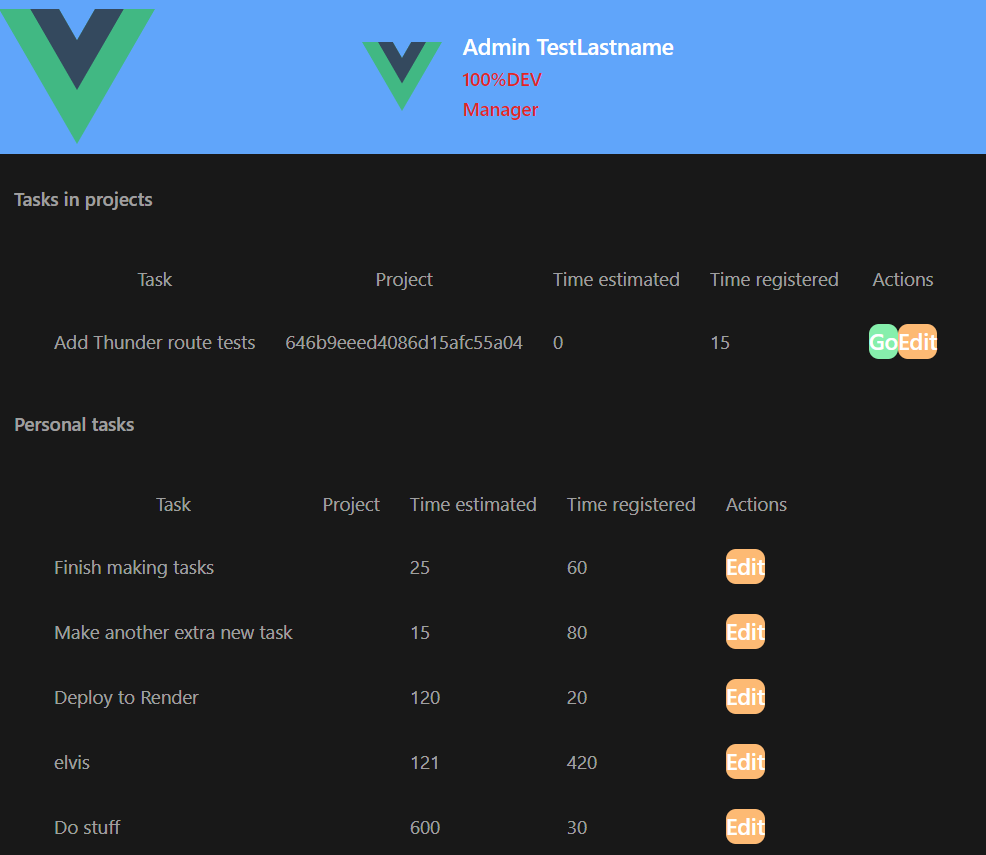 Admin TestLastname
100%DEV
Manager
Tasks in projects
Task Project Time estimated Time registered Actions
Add Thunder route tests 646b9eeed4086d15afc55a04 0 15 Go Edit
Personal tasks
Task Project Time estimated Time registered Actions
Finish making tasks 25 60 Edit
Make another extra new task 15 80 Edit
Deploy to Render 120 20 Edit
elvis 121 420 Edit
Do stuff 600 30 Edit